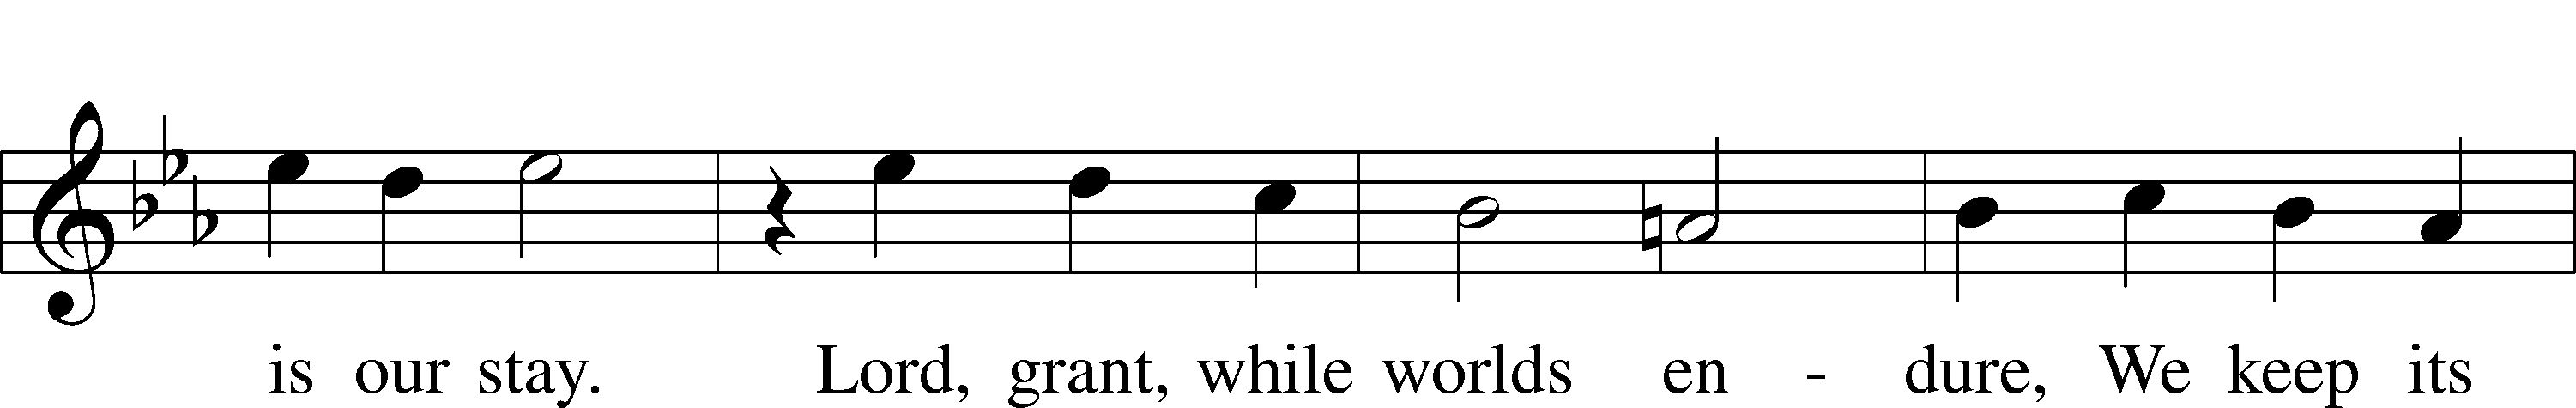 is our stay. Lord, grant, while worlds en - dure, We keep its